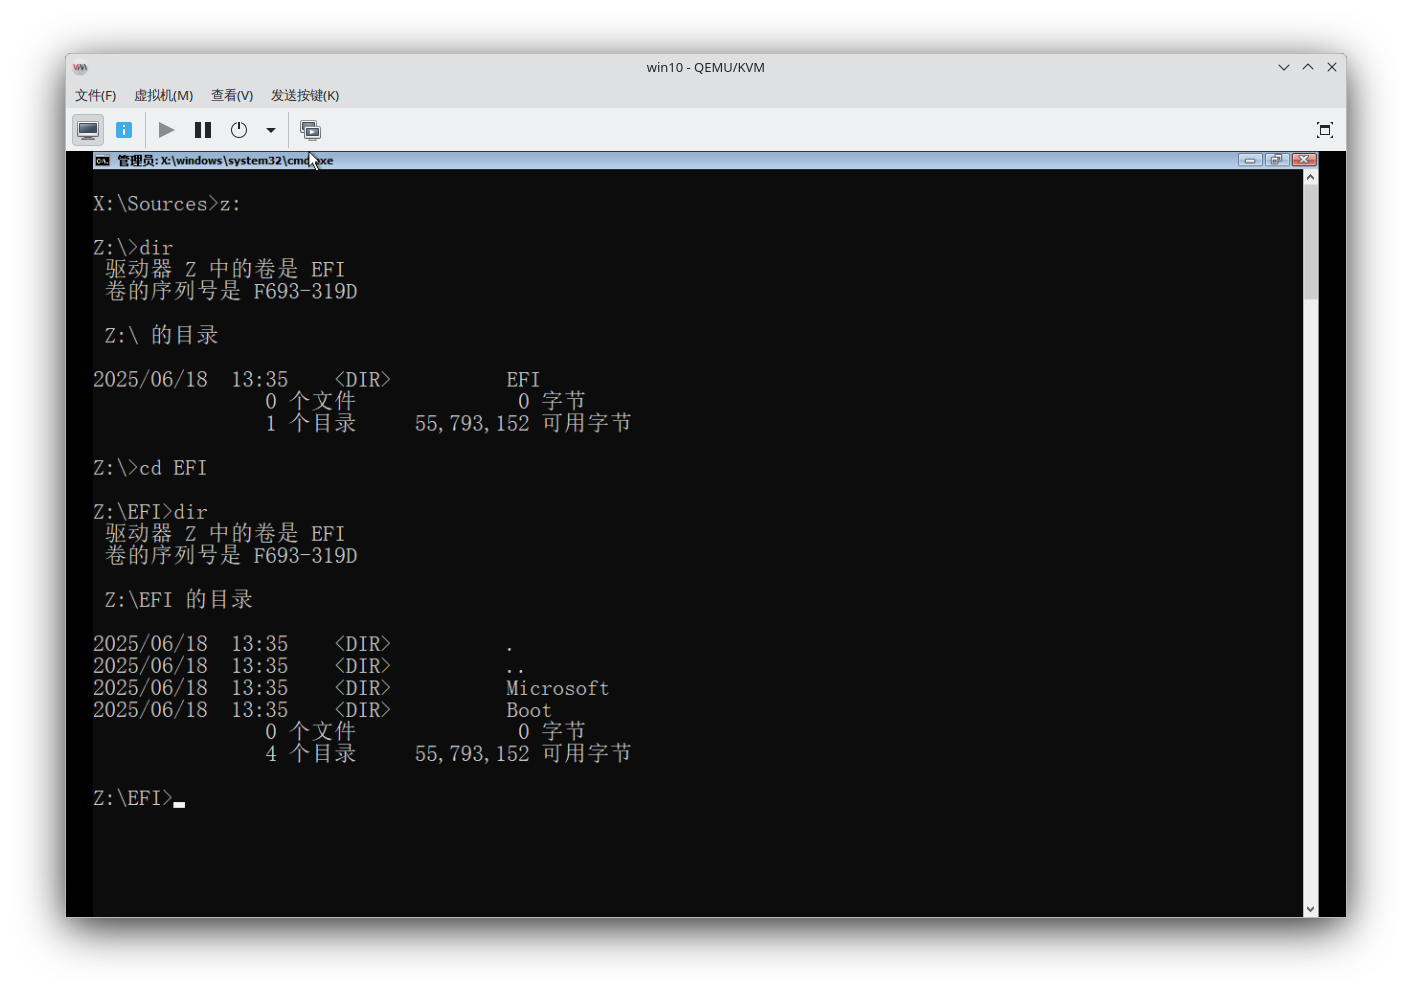 win10 - QEMU/KVM
文件(F) 虚拟机(M) 查看(V) 发送按键(K)
管理员: X:\windows\system32\cmd.exe
X:\Sources>z:
Z:\>dir
驱动器 Z 中的卷是 EFI
卷的序列号是 F693-319D
Z:\ 的目录
2025/06/18  13:35    <DIR>          EFI
0 个文件              0 字节
1 个目录     55,793,152 可用字节
Z:\>cd EFI
Z:\EFI>dir
驱动器 Z 中的卷是 EFI
卷的序列号是 F693-319D
Z:\EFI 的目录
2025/06/18  13:35    <DIR>          .
2025/06/18  13:35    <DIR>          ..
2025/06/18  13:35    <DIR>          Microsoft
2025/06/18  13:35    <DIR>          Boot
0 个文件              0 字节
4 个目录     55,793,152 可用字节
Z:\EFI>